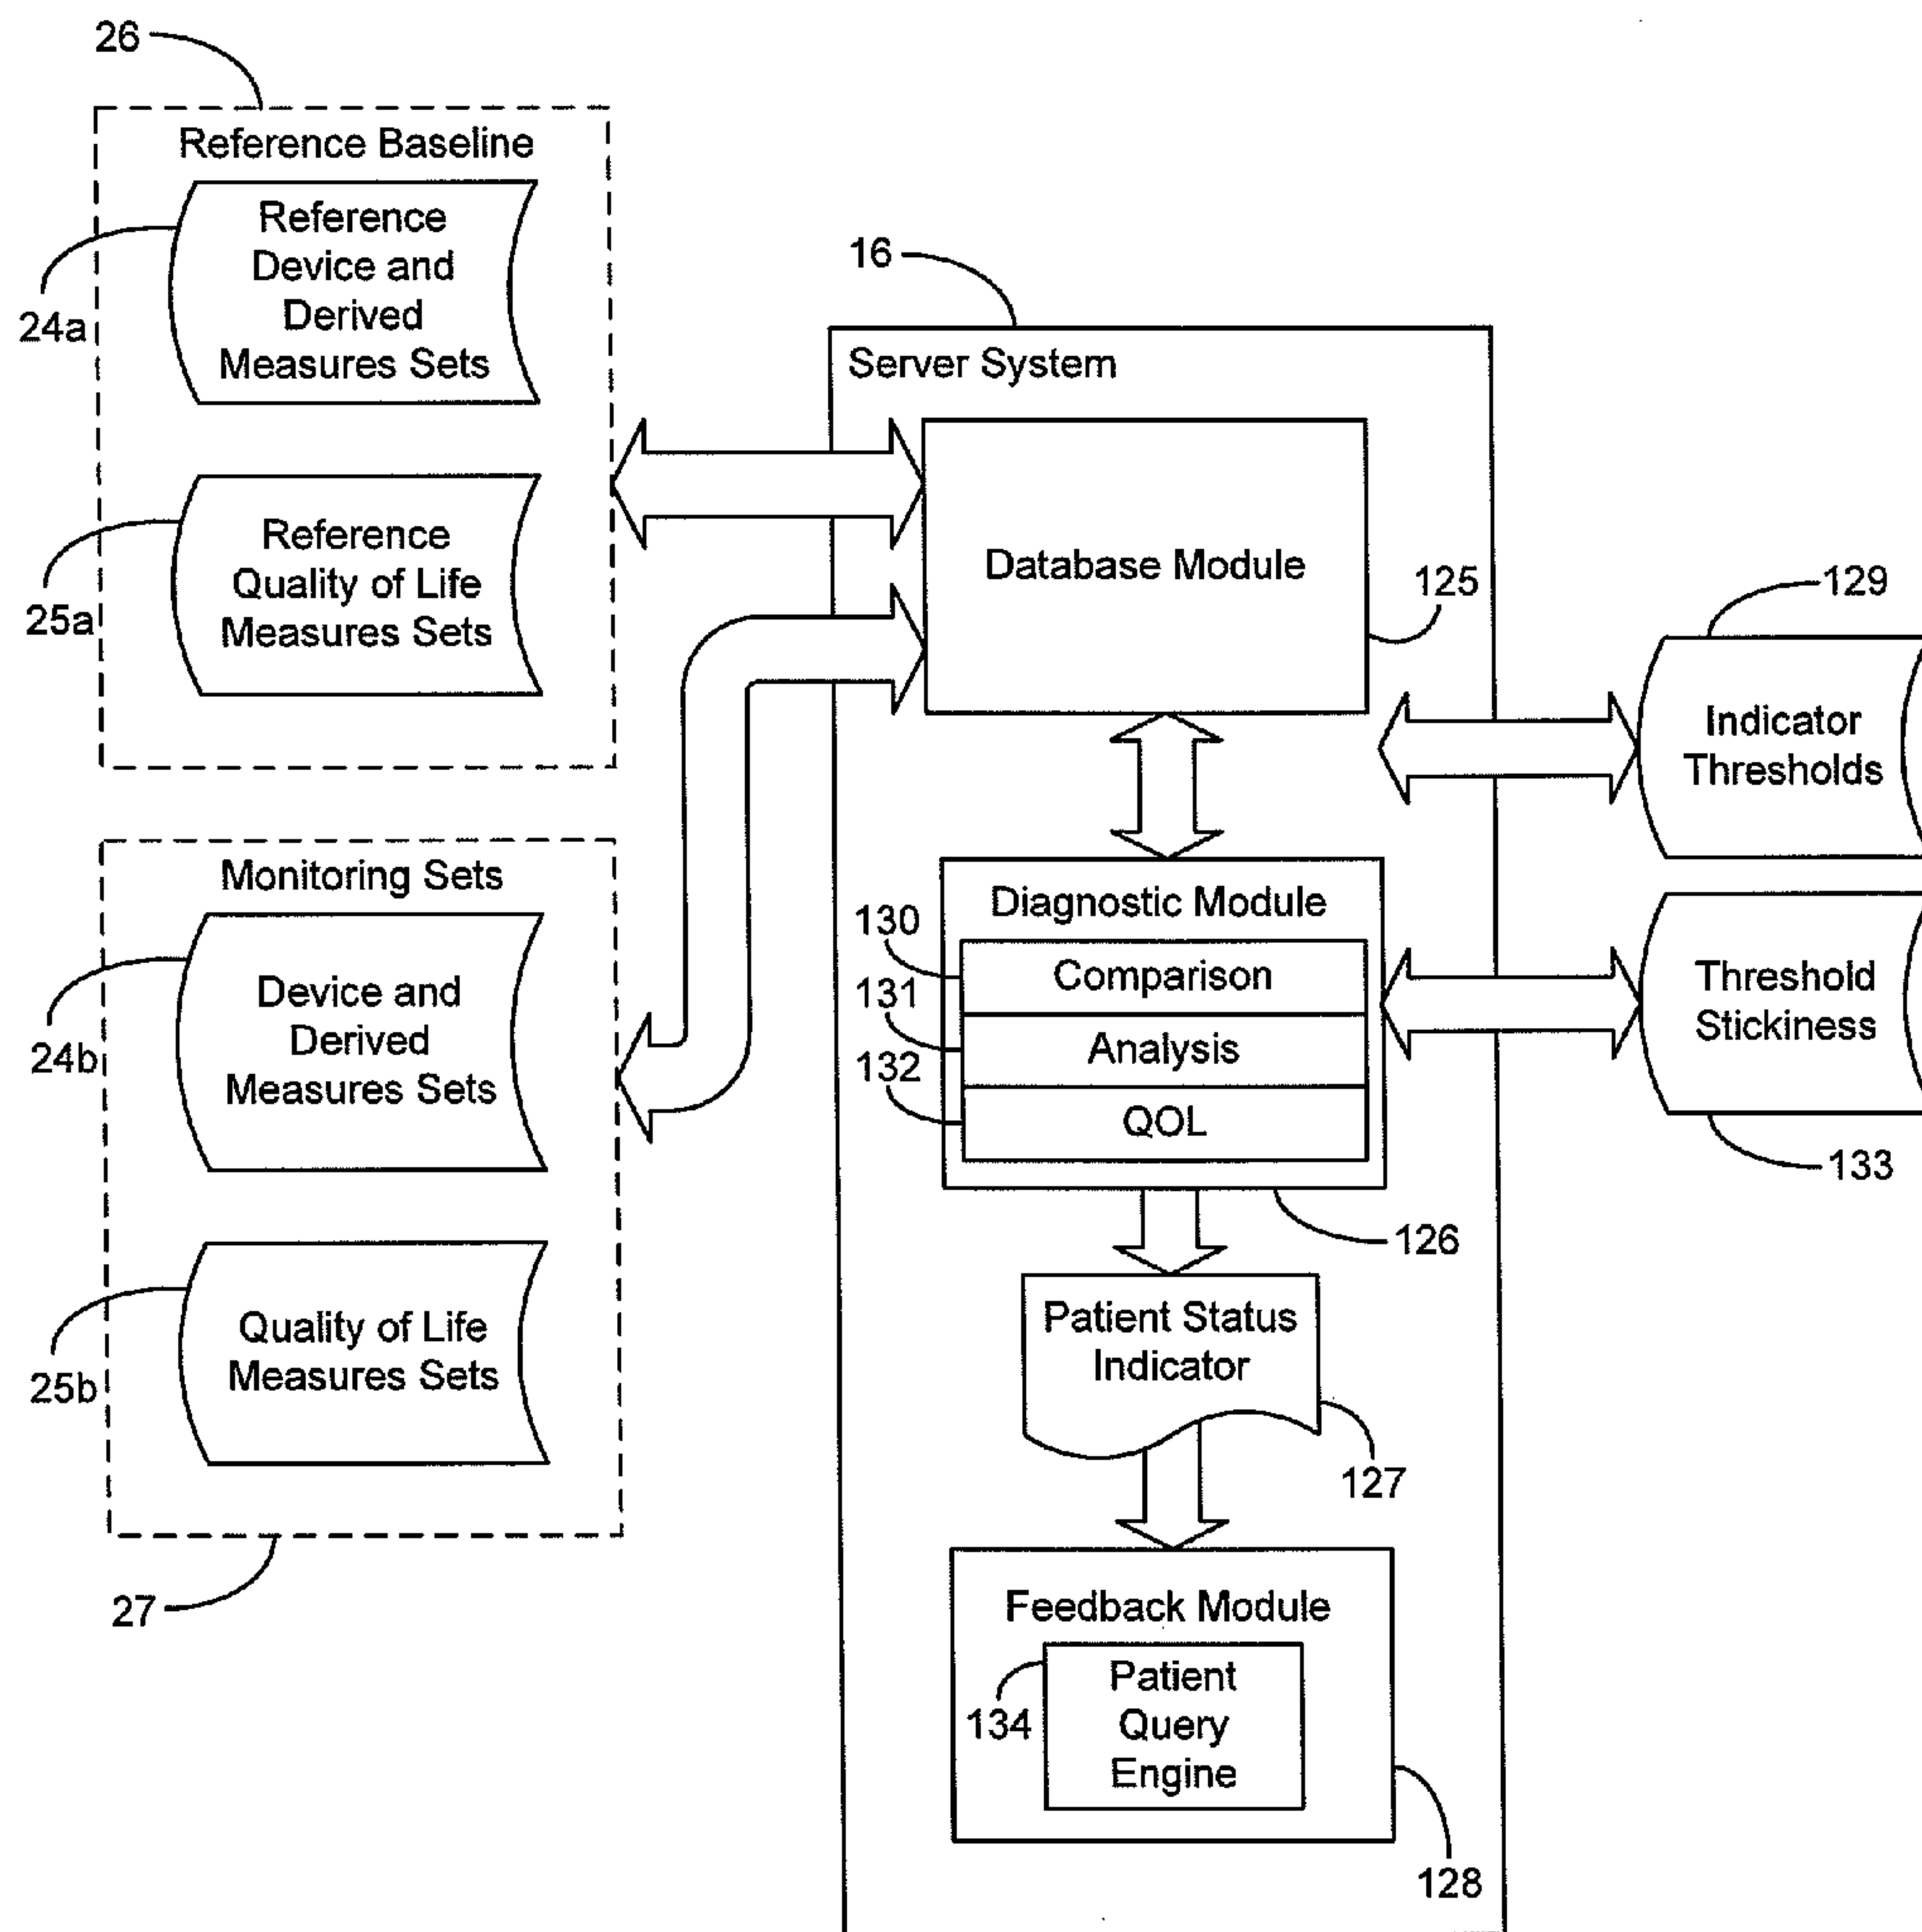 26
Reference Baseline
Reference
Device and
Derived
Measures Sets
24a
Reference
Quality of Life
Measures Sets
25a
Monitoring Sets
Device and
Derived
Measures Sets
24b
Quality of Life
Measures Sets
25b
27
16
Server System
Database Module
125
129
Indicator
Thresholds
Diagnostic Module
130
Comparison
131
Analysis
132
QOL
Threshold
Stickiness
133
126
Patient Status
Indicator
127
Feedback Module
Patient
Query
Engine
134
128